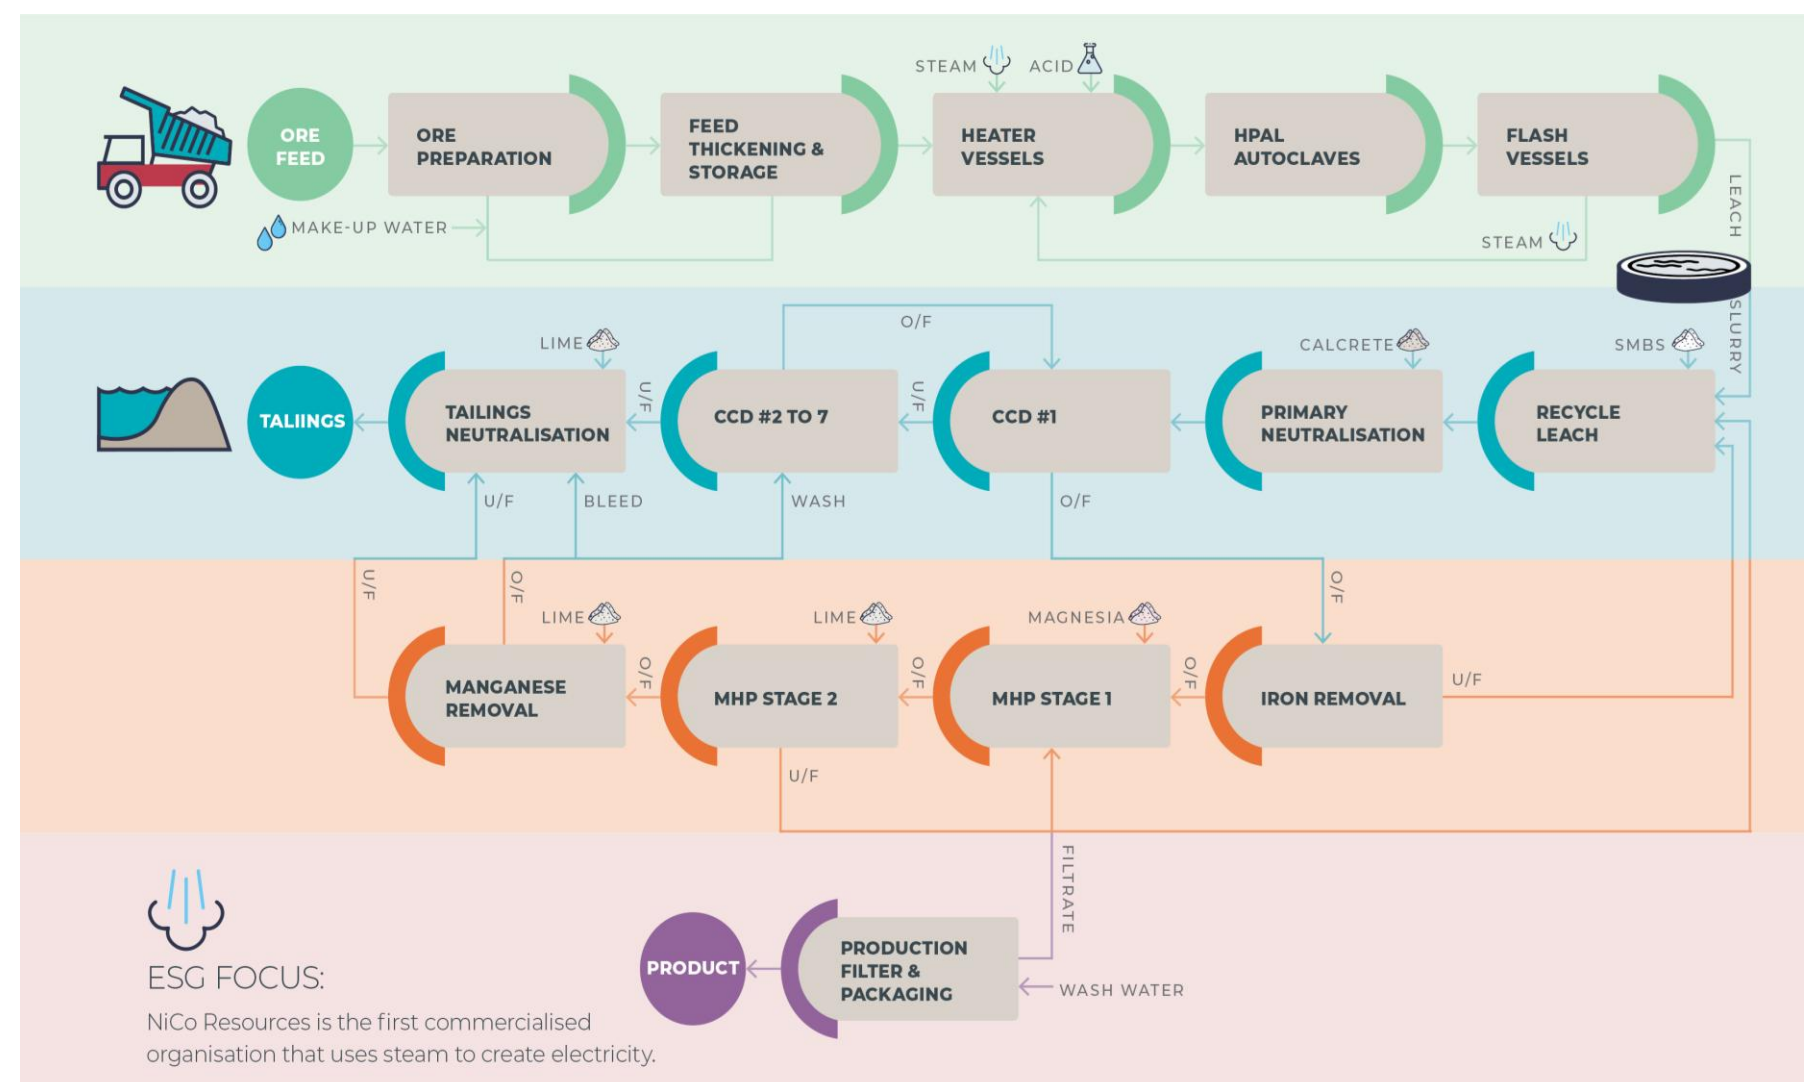 STEAM
ACID
ORE
FEED
ORE
PREPARATION
FEED
THICKENING &
STORAGE
HEATER
VESSELS
HPAL
AUTOCLAVES
FLASH
VESSELS
MAKE-UP WATER
STEAM
LEACH SLURRY
O/F
LIME
CALCRETE
SMBS
TALIINGS
TAILINGS
NEUTRALISATION
U/F
CCD #2 TO 7
U/F
CCD #1
PRIMARY
NEUTRALISATION
RECYCLE
LEACH
U/F
BLEED
WASH
O/F
U/F
O/F
O/F
LIME
LIME
MAGNESIA
MANGANESE
REMOVAL
O/F
MHP STAGE 2
O/F
MHP STAGE 1
O/F
IRON REMOVAL
U/F
U/F
FILTRATE
PRODUCT
PRODUCTION
FILTER &
PACKAGING
WASH WATER
ESG FOCUS:
NiCo Resources is the first commercialised
organisation that uses steam to create electricity.